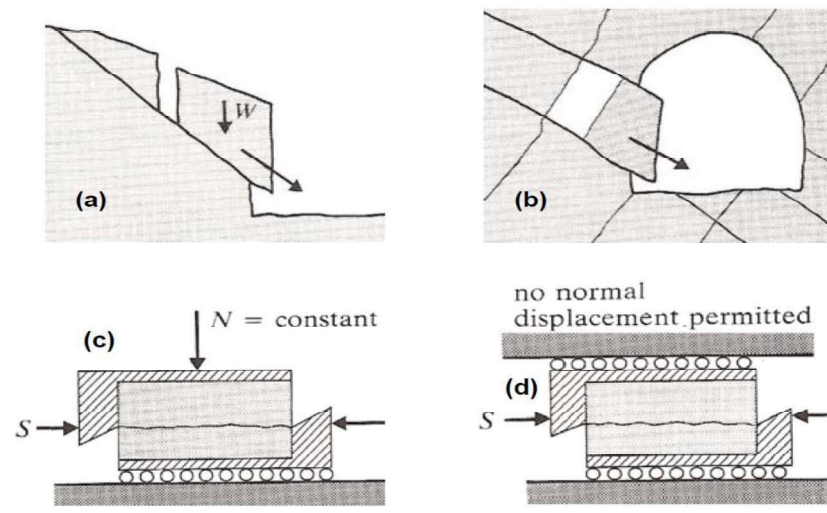 W
(a)
(b)
N = constant
(c)
S
no normal
displacement permitted
(d)
S